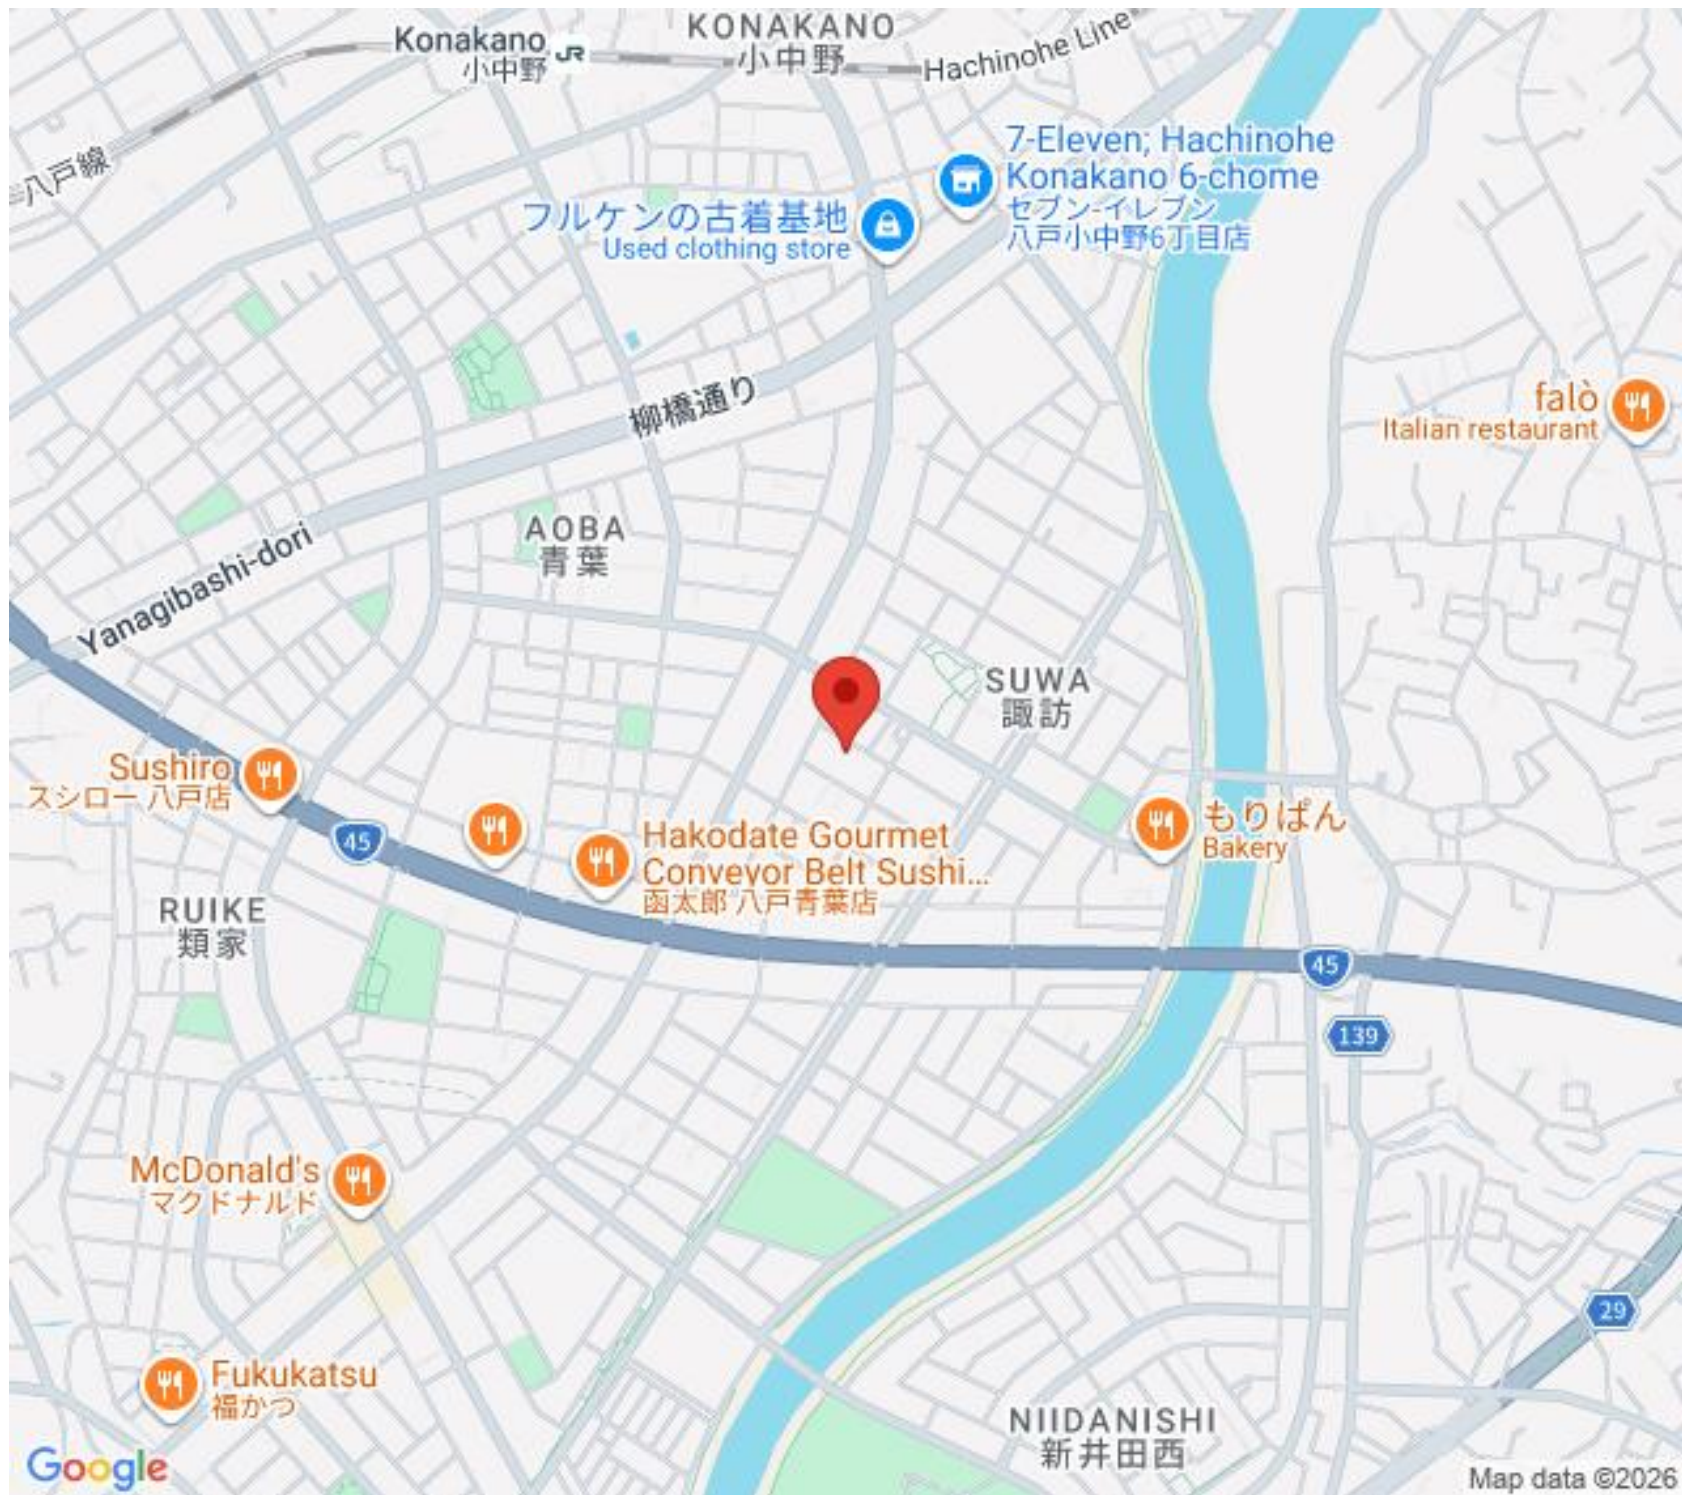 KONAKANO
小中野
Konakano
小中野
JR
Hachinohe Line
八戸線
7-Eleven; Hachinohe
Konakano 6-chome
セブン-イレブン
八戸小中野6丁目店
フルケンの古着基地
Used clothing store
falò
Italian restaurant
柳橋通り
AOBA
青葉
Yanagibashi-dori
SUWA
諏訪
Sushiro
スシロー 八戸店
45
Hakodate Gourmet
Conveyor Belt Sushi...
函太郎 八戸青葉店
もりぱん
Bakery
RUIKE
類家
45
139
McDonald's
マクドナルド
29
Fukukatsu
福かつ
NIIDANISHI
新井田西
Google
Map data ©2026